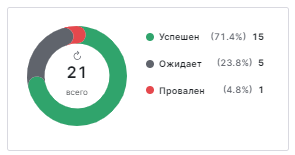 21
всего
Успешен (71.4%) 15
Ожидает (23.8%) 5
Провален (4.8%) 1